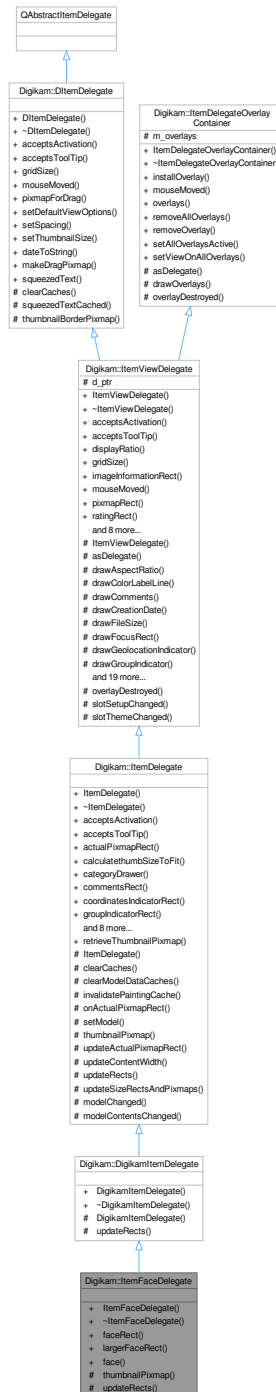 QAbstractItemDelegate
Digikam::DItemDelegate
+ DItemDelegate()
+ ~DItemDelegate()
+ acceptsActivation()
+ acceptsToolTip()
+ gridSize()
+ mouseMoved()
+ pixmapForDrag()
+ setDefaultViewOptions()
+ setSpacing()
+ setThumbnailSize()
+ dateToString()
+ makeDragPixmap()
+ squeezedText()
# clearCaches()
# squeezedTextCached()
# thumbnailBorderPixmap()
Digikam::ItemDelegateOverlay
Container
# m_overlays
+ ItemDelegateOverlayContainer()
+ ~ItemDelegateOverlayContainer
+ installOverlay()
+ mouseMoved()
+ overlays()
+ removeAllOverlays()
+ removeOverlay()
+ setAllOverlaysActive()
+ setViewOnAllOverlays()
# asDelegate()
# drawOverlays()
# overlayDestroyed()
Digikam::ItemViewDelegate
# d_ptr
+ ItemViewDelegate()
+ ~ItemViewDelegate()
+ acceptsActivation()
+ acceptsToolTip()
+ displayRatio()
+ gridSize()
+ imageInformationRect()
+ mouseMoved()
+ pixmapRect()
+ ratingRect()
and 8 more...
# ItemViewDelegate()
# asDelegate()
# drawAspectRatio()
# drawColorLabelLine()
# drawComments()
# drawCreationDate()
# drawFileSize()
# drawFocusRect()
# drawGeolocationIndicator()
# drawGroupIndicator()
and 19 more...
# overlayDestroyed()
# slotSetupChanged()
# slotThemeChanged()
Digikam::ItemDelegate
+ ItemDelegate()
+ ~ItemDelegate()
+ acceptsActivation()
+ acceptsToolTip()
+ actualPixmapRect()
+ calculatethumbSizeToFit()
+ categoryDrawer()
+ commentsRect()
+ coordinatesIndicatorRect()
+ groupIndicatorRect()
and 8 more...
+ retrieveThumbnailPixmap()
# ItemDelegate()
# clearCaches()
# clearModelDataCaches()
# invalidatePaintingCache()
# onActualPixmapRect()
# setModel()
# thumbnailPixmap()
# updateActualPixmapRect()
# updateContentWidth()
# updateRects()
# updateSizeRectsAndPixmaps()
# modelChanged()
# modelContentsChanged()
Digikam::DigikamItemDelegate
+ DigikamItemDelegate()
+ ~DigikamItemDelegate()
# DigikamItemDelegate()
# updateRects()
Digikam::ItemFaceDelegate
+ ItemFaceDelegate()
+ ~ItemFaceDelegate()
+ faceRect()
+ largerFaceRect()
+ face()
# thumbnailPixmap()
# updateRects()